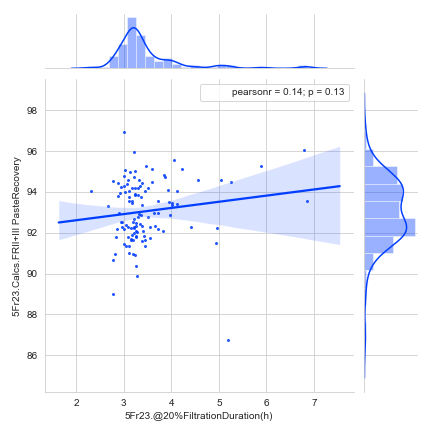 pearsonr = 0.14; p = 0.13
98
96
94
92
90
88
86
5Fr23.Calcs.FRII+III PasteRecovery
2 3 4 5 6 7
5Fr23.@20%FiltrationDuration(h)